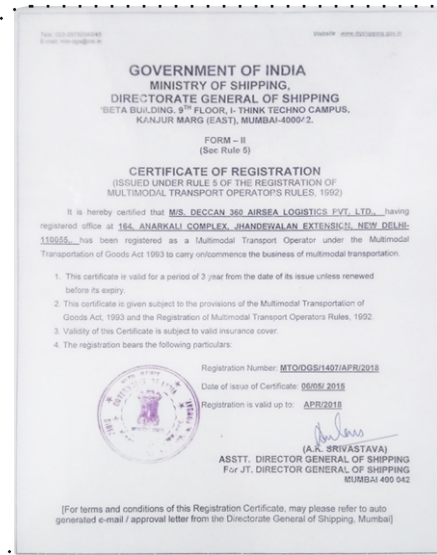 GOVERNMENT OF INDIA
MINISTRY OF SHIPPING,
DIRECTORATE GENERAL OF SHIPPING
'BETA BUILDING. 9TH FLOOR, I- THINK TECHNO CAMPUS,
KANJUR MARG (EAST), MUMBAI-400042.
FORM – II
(See Rule 5)
CERTIFICATE OF REGISTRATION
(ISSUED UNDER RULE 5 OF THE REGISTRATION OF
MULTIMODAL TRANSPORT OPERATORS RULES, 1992)
It is hereby certified that M/S. DECCAN 360 AIRSEA LOGISTICS PVT. LTD., having
registered office at 164, ANARKALI COMPLEX, JHANDEWALAN EXTENSION, NEW DELHI-
110055., has been registered as a Multimodal Transport Operator under the Multimodal
Transportation of Goods Act 1993 to carry on/commence the business of multimodal transportation.
1. This certificate is valid for a period of 3 year from the date of its issue unless renewed
before its expiry.
2. This certificate is given subject to the provisions of the Multimodal Transportation of
Goods Act, 1993 and the Registration of Multimodal Transport Operators Rules, 1992.
3. Validity of this Certificate is subject to valid insurance cover.
4. The registration bears the following particulars:
Registration Number: MTO/DGS/1407/APR/2018
Date of issue of Certificate: 06/05/ 2015
Registration is valid up to: APR/2018
(A.K. SRIVASTAVA)
ASSTT. DIRECTOR GENERAL OF SHIPPING
For JT. DIRECTOR GENERAL OF SHIPPING
MUMBAI 400 042
[For terms and conditions of this Registration Certificate, may please refer to auto
generated e-mail / approval letter from the Directorate General of Shipping, Mumbai]